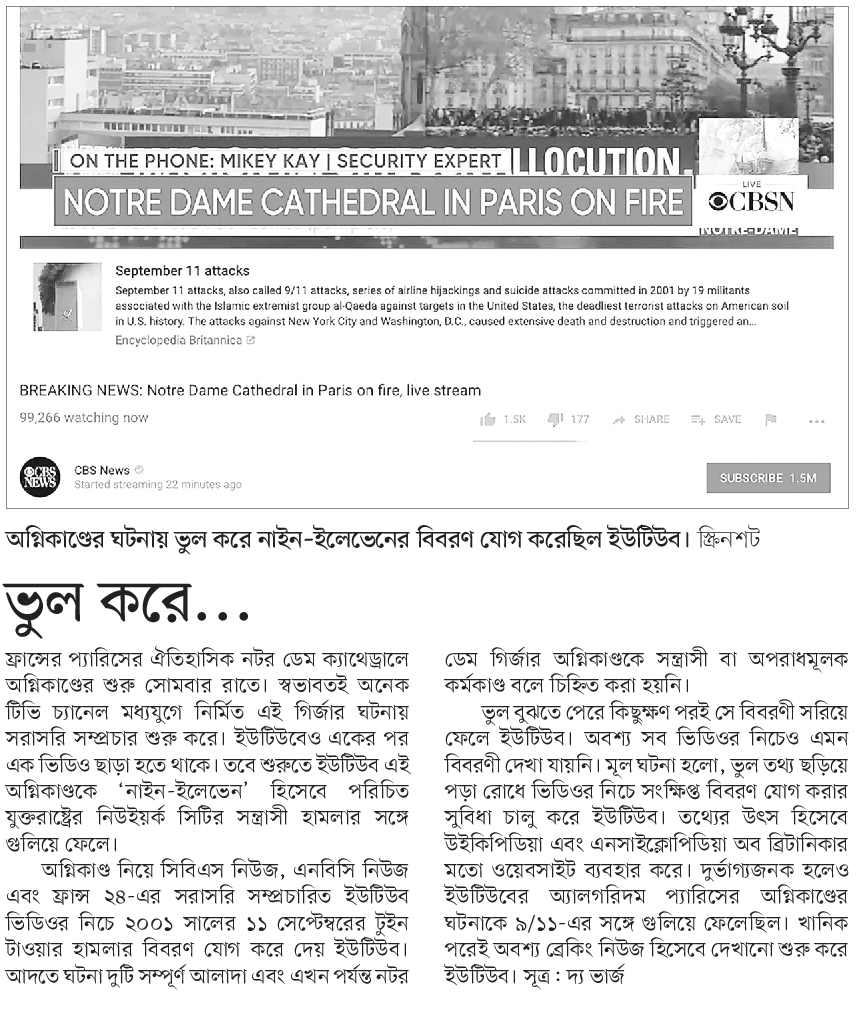 LLOCUTION
ON THE PHONE: MIKEY KAY | SECURITY EXPERT
NOTRE DAME CATHEDRAL IN PARIS ON FIRE
LIVE
CBSN
NOTRE-DAME
September 11 attacks
September 11 attacks, also called 9/11 attacks, series of airline hijackings and suicide attacks committed in 2001 by 19 militants
associated with the Islamic extremist group al-Qaeda against targets in the United States, the deadliest terrorist attacks on American soil
in U.S. history. The attacks against New York City and Washington, D.C., caused extensive death and destruction and triggered an...
Encyclopedia Britannica
BREAKING NEWS: Notre Dame Cathedral in Paris on fire, live stream
99,266 watching now
1.5K 177 SHARE SAVE ...
CBS NEWS
CBS News
Started streaming 22 minutes ago
SUBSCRIBE 1.5M
অগ্নিকাণ্ডের ঘটনায় ভুল করে নাইন-ইলেভেনের বিবরণ যোগ করেছিল ইউটিউব। স্ক্রিনশট
ভুল করে...
ফ্রান্সের প্যারিসের ঐতিহাসিক নটর ডেম ক্যাথেড্রালে
অগ্নিকাণ্ডের শুরু সোমবার রাতে। স্বভাবতই অনেক
টিভি চ্যানেল মধ্যযুগে নির্মিত এই গির্জার ঘটনায়
সরাসরি সম্প্রচার শুরু করে। ইউটিউবেও একের পর
এক ভিডিও ছাড়া হতে থাকে। তবে শুরুতে ইউটিউব এই
অগ্নিকাণ্ডকে ‘নাইন-ইলেভেন’ হিসেবে পরিচিত
যুক্তরাষ্ট্রের নিউইয়র্ক সিটির সন্ত্রাসী হামলার সঙ্গে
গুলিয়ে ফেলে।
অগ্নিকাণ্ড নিয়ে সিবিএস নিউজ, এনবিসি নিউজ
এবং ফ্রান্স ২৪-এর সরাসরি সম্প্রচারিত ইউটিউব
ভিডিওর নিচে ২০০১ সালের ১১ সেপ্টেম্বরের টুইন
টাওয়ার হামলার বিবরণ যোগ করে দেয় ইউটিউব।
আদতে ঘটনা দুটি সম্পূর্ণ আলাদা এবং এখন পর্যন্ত নটর
ডেম গির্জার অগ্নিকাণ্ডকে সন্ত্রাসী বা অপরাধমূলক
কর্মকাণ্ড বলে চিহ্নিত করা হয়নি।
ভুল বুঝতে পেরে কিছুক্ষণ পরই সে বিবরণী সরিয়ে
ফেলে ইউটিউব। অবশ্য সব ভিডিওর নিচেও এমন
বিবরণী দেখা যায়নি। মূল ঘটনা হলো, ভুল তথ্য ছড়িয়ে
পড়া রোধে ভিডিওর নিচে সংক্ষিপ্ত বিবরণ যোগ করার
সুবিধা চালু করে ইউটিউব। তথ্যের উৎস হিসেবে
উইকিপিডিয়া এবং এনসাইক্লোপিডিয়া অব ব্রিটানিকার
মতো ওয়েবসাইট ব্যবহার করে। দুর্ভাগ্যজনক হলেও
ইউটিউবের অ্যালগরিদম প্যারিসের অগ্নিকাণ্ডের
ঘটনাকে ৯/১১-এর সঙ্গে গুলিয়ে ফেলেছিল। খানিক
পরেই অবশ্য ব্রেকিং নিউজ হিসেবে দেখানো শুরু করে
ইউটিউব। সূত্র : দ্য ভার্জ